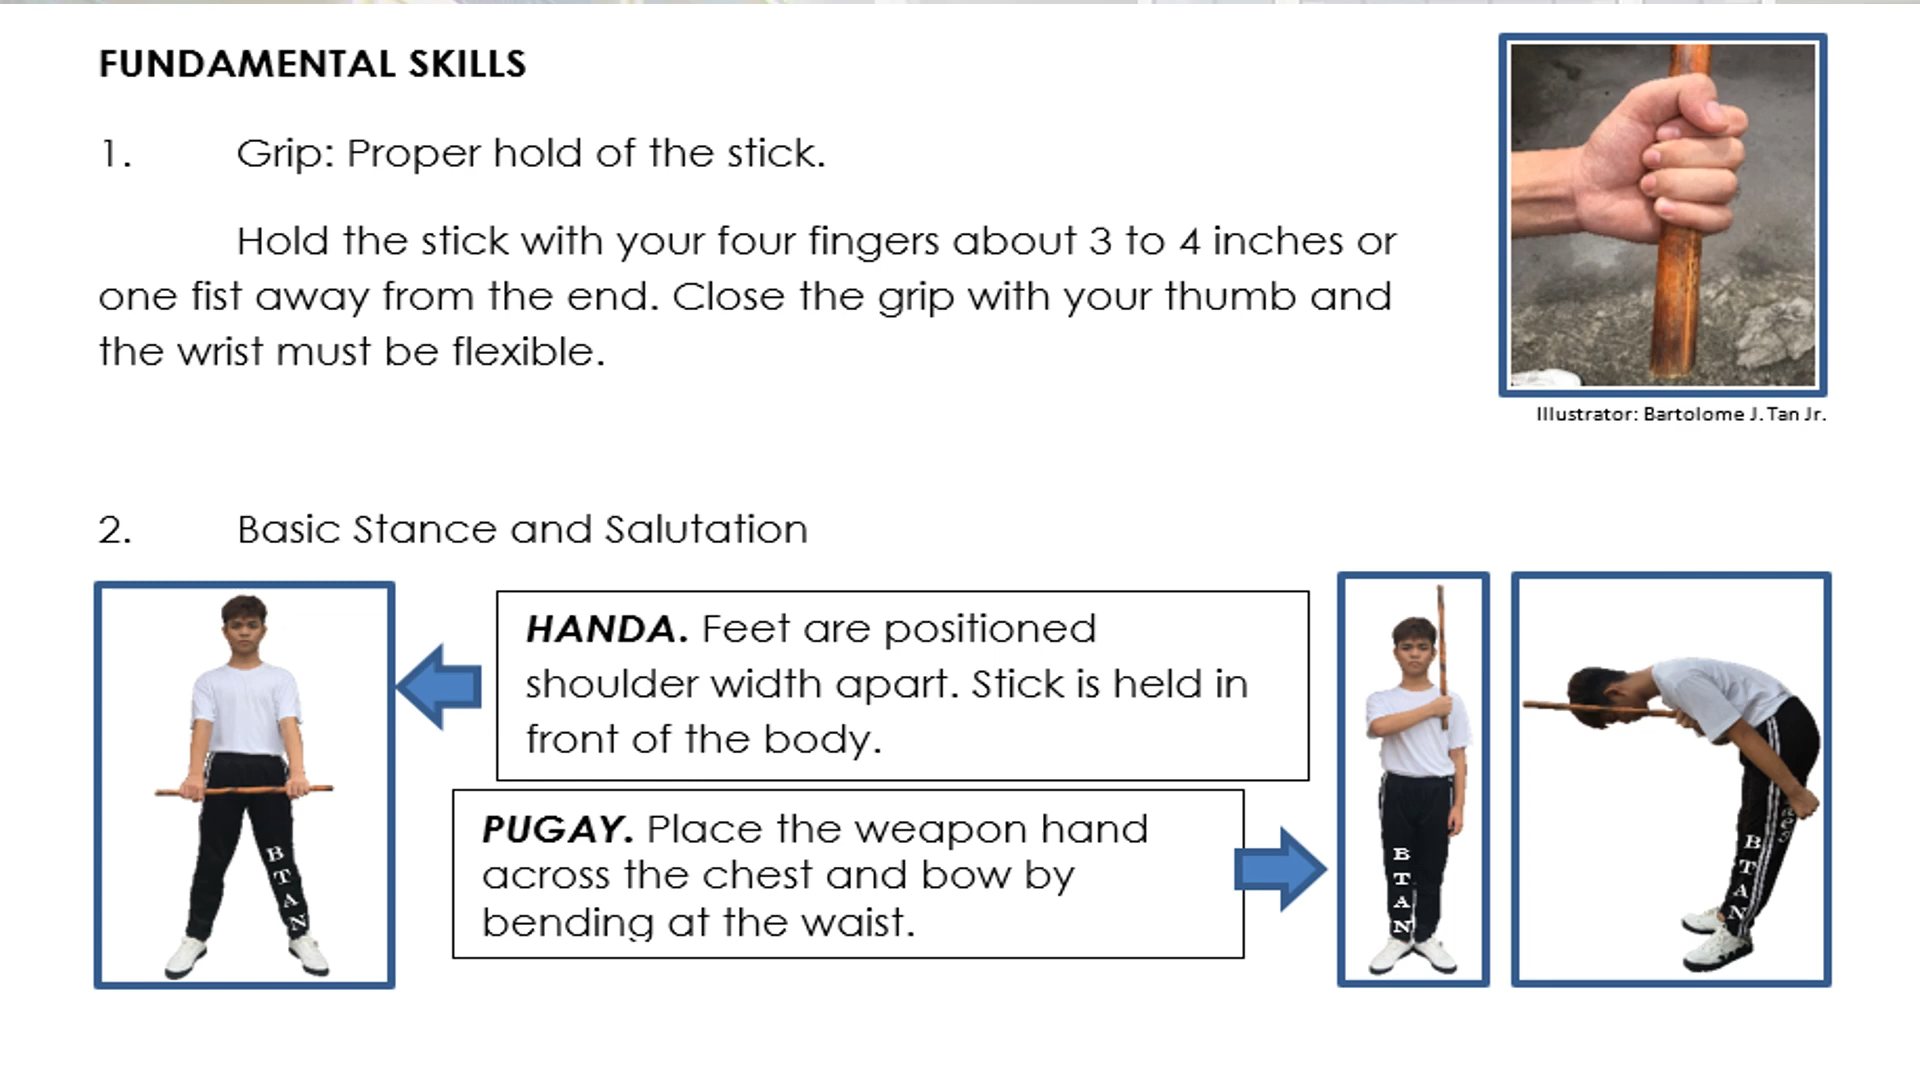 FUNDAMENTAL SKILLS
1. Grip: Proper hold of the stick.
Hold the stick with your four fingers about 3 to 4 inches or
one fist away from the end. Close the grip with your thumb and
the wrist must be flexible.
Illustrator: Bartolome J. Tan Jr.
2. Basic Stance and Salutation
HANDA. Feet are positioned
shoulder width apart. Stick is held in
front of the body.
PUGAY. Place the weapon hand
across the chest and bow by
bending at the waist.
BTAN
BTAN
BTAN